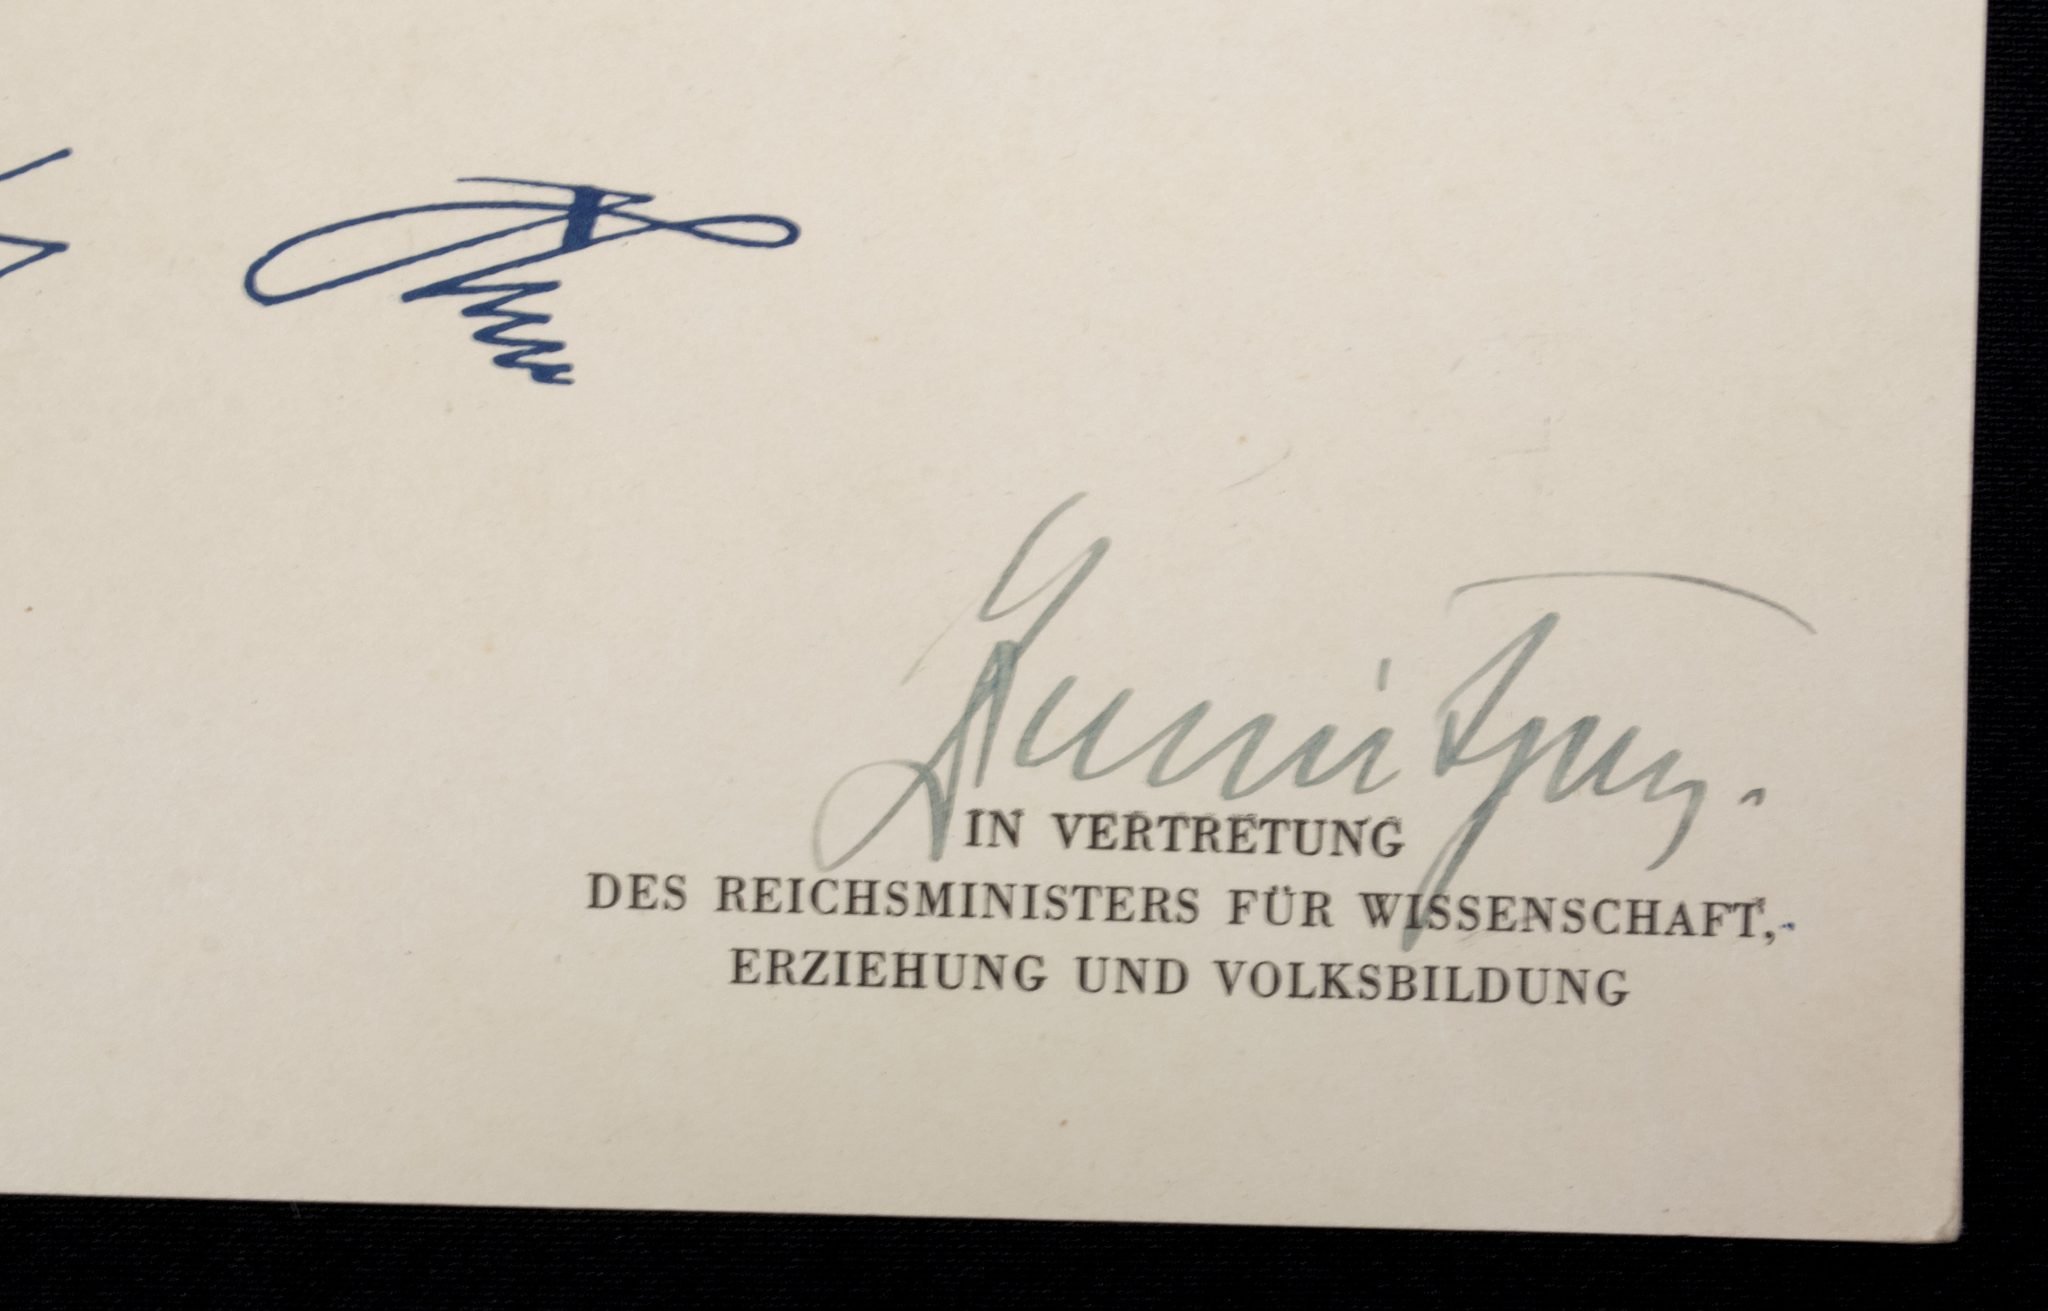 IN VERTRETUNG
DES REICHSMINISTERS FÜR WISSENSCHAFT,
ERZIEHUNG UND VOLKSBILDUNG